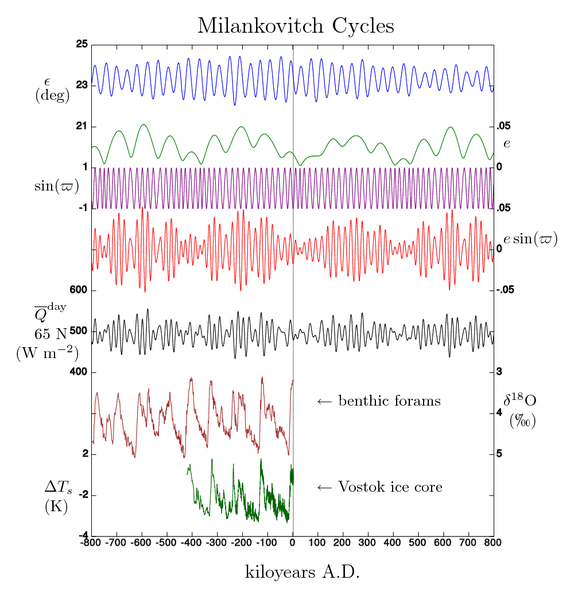 Milankovitch Cycles
25
ϵ
(deg)
23
21
.05
e
0
1
sin(ϖ)
-1
.05
e sin(ϖ)
0
-.05
600
Q̅ day
65 N
(W m−2)
500
400
3
← benthic forams
δ18O
(‰)
4
5
2
ΔTs
(K)
-2
← Vostok ice core
-4
-800 -700 -600 -500 -400 -300 -200 -100 0 100 200 300 400 500 600 700 800
kiloyears A.D.